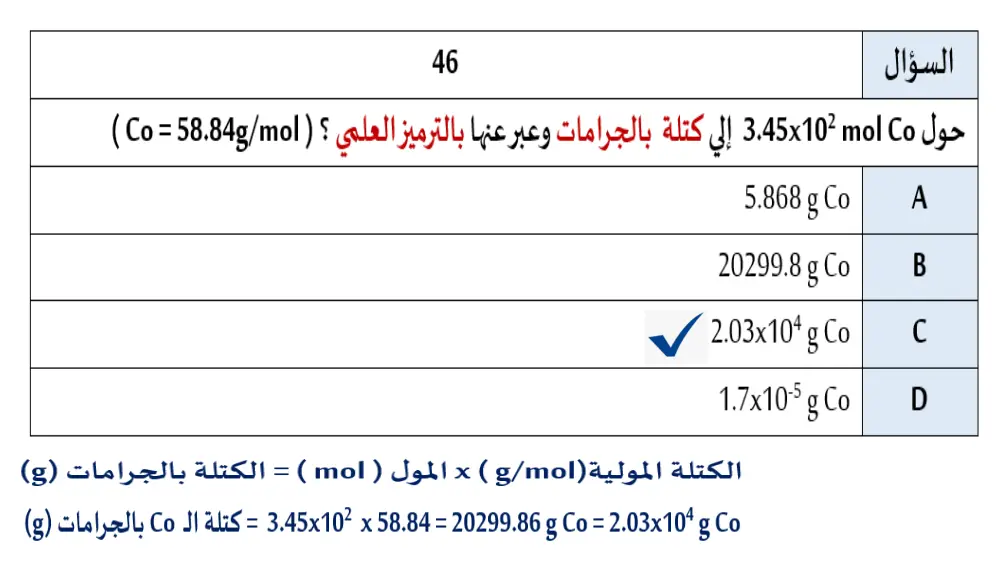 السؤال 46
حول 3.45x10² mol Co إلي كتلة بالجرامات وعبر عنها بالترميز العلمي ؟ ( Co = 58.84g/mol )
A 5.868 g Co
B 20299.8 g Co
C 2.03x10⁴ g Co
D 1.7x10⁻⁵ g Co
الكتلة المولية(g/mol ) x المول ( mol ) = الكتلة بالجرامات (g)
كتلة الـ Co بالجرامات (g) = 3.45x10² x 58.84 = 20299.86 g Co = 2.03x10⁴ g Co